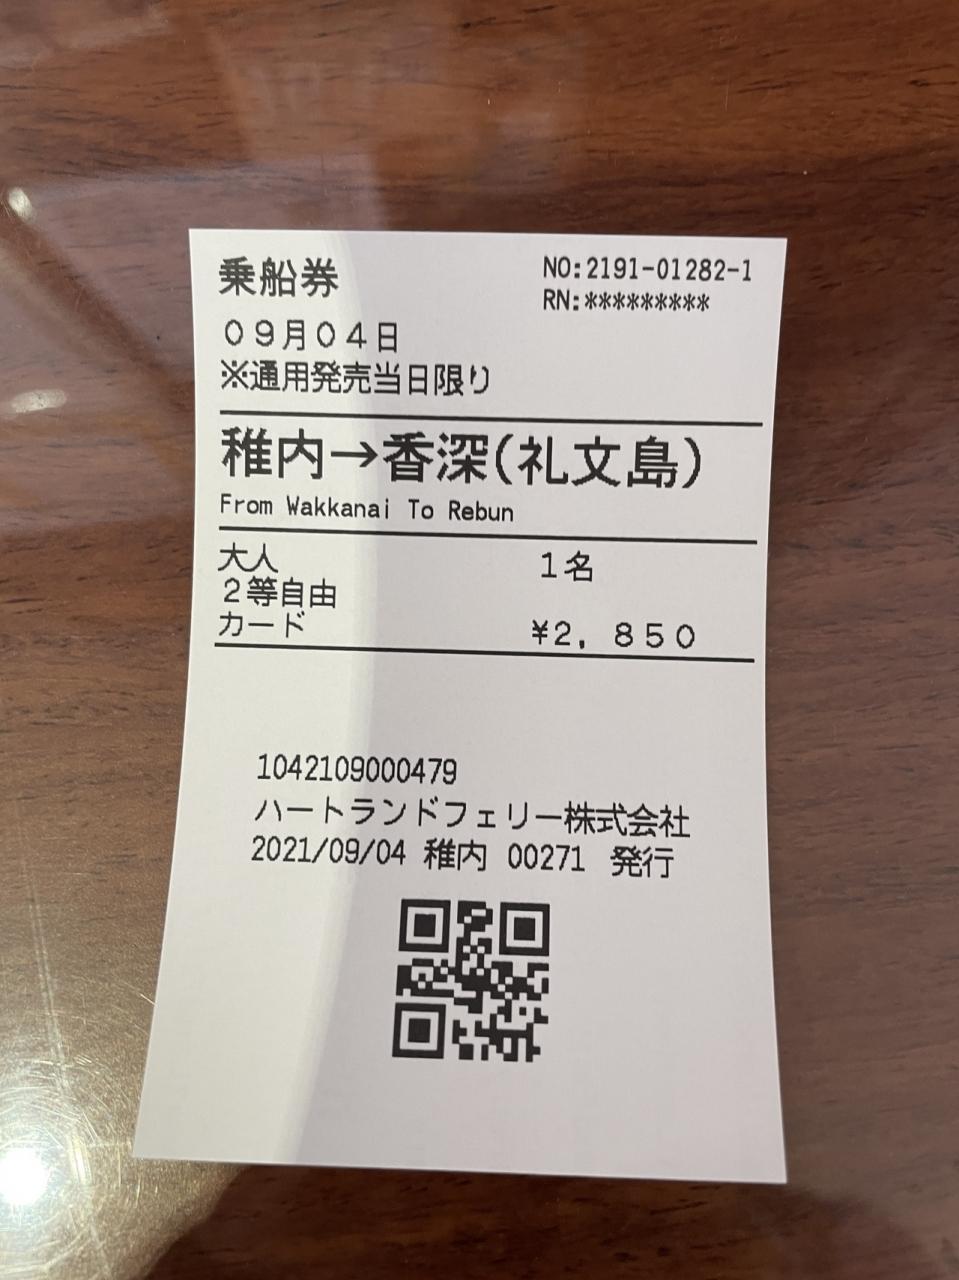 乗船券
NO:2191-01282-1
RN:*********
09月04日
※通用発売当日限り
稚内→香深(礼文島)
From Wakkanai To Rebun
大人 1名
2等自由
カード ¥2,850
1042109000479
ハートランドフェリー株式会社
2021/09/04 稚内 00271 発行